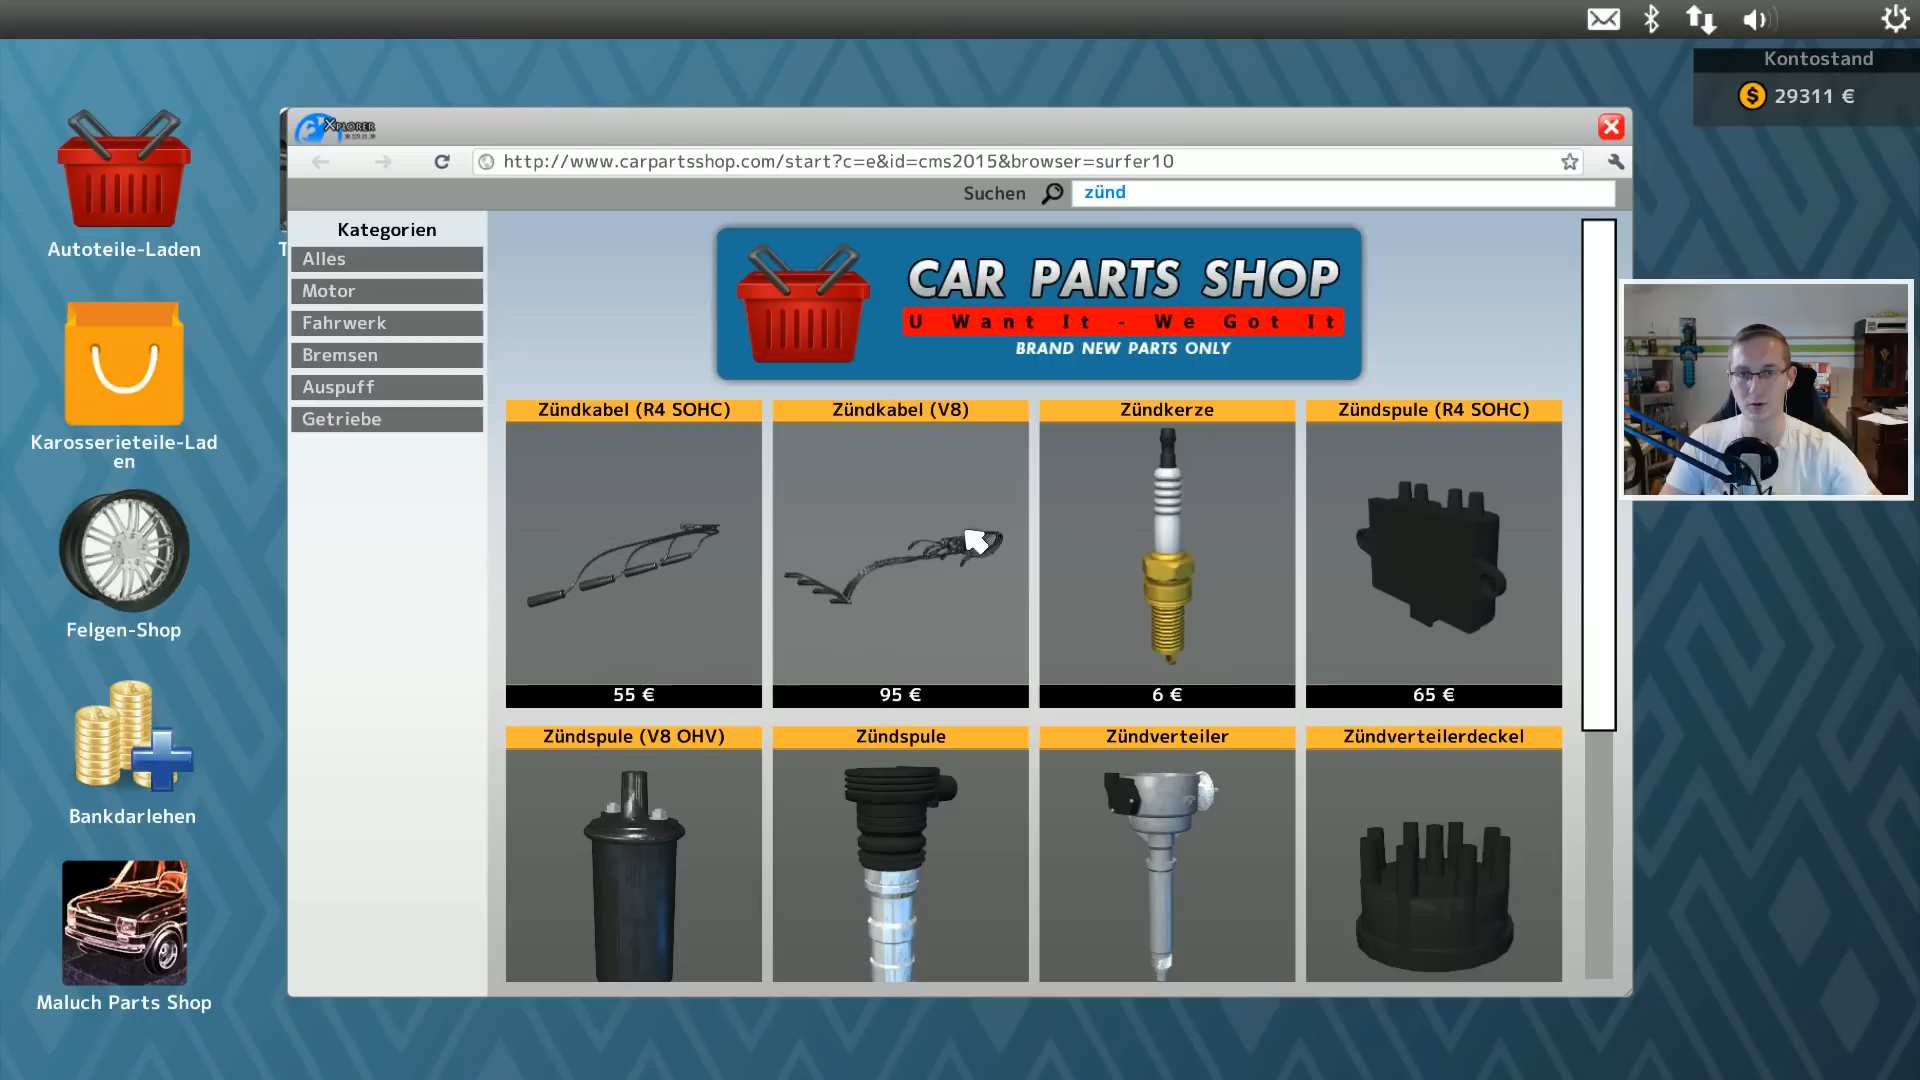 Kontostand
29311 €
XPLORER
http://www.carpartsshop.com/start?c=e&id=cms2015&browser=surfer10
Suchen
zünd
Kategorien
Alles
Motor
Fahrwerk
Bremsen
Auspuff
Getriebe
CAR PARTS SHOP
U Want It - We Got It
BRAND NEW PARTS ONLY
Zündkabel (R4 SOHC)
Zündkabel (V8)
Zündkerze
Zündspule (R4 SOHC)
55 €
95 €
6 €
65 €
Zündspule (V8 OHV)
Zündspule
Zündverteiler
Zündverteilerdeckel
Autoteile-Laden
T
Karosserieteile-Lad
en
Felgen-Shop
Bankdarlehen
Maluch Parts Shop